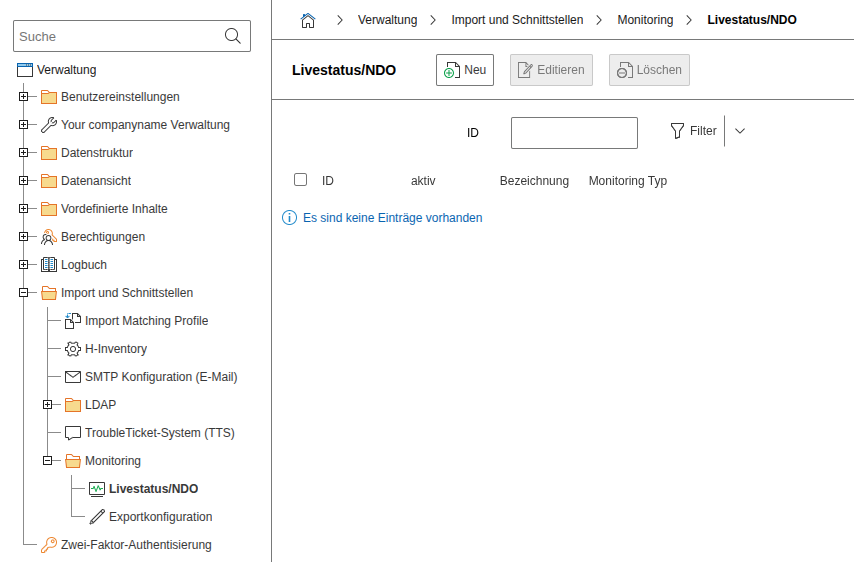 Suche
Verwaltung
Benutzereinstellungen
Your companyname Verwaltung
Datenstruktur
Datenansicht
Vordefinierte Inhalte
Berechtigungen
Logbuch
Import und Schnittstellen
Import Matching Profile
H-Inventory
SMTP Konfiguration (E-Mail)
LDAP
TroubleTicket-System (TTS)
Monitoring
Livestatus/NDO
Exportkonfiguration
Zwei-Faktor-Authentisierung
Verwaltung Import und Schnittstellen Monitoring Livestatus/NDO
Livestatus/NDO Neu Editieren Löschen
ID Filter
ID aktiv Bezeichnung Monitoring Typ
Es sind keine Einträge vorhanden